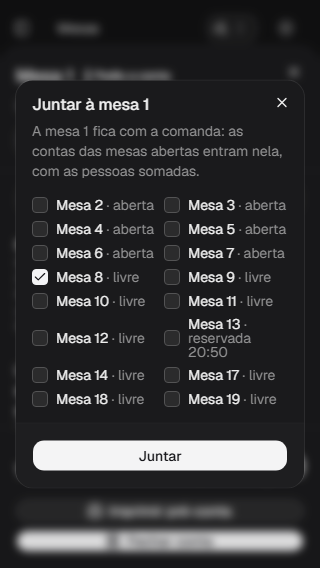 Juntar à mesa 1
A mesa 1 fica com a comanda: as
contas das mesas abertas entram nela,
com as pessoas somadas.
Mesa 2 · aberta
Mesa 3 · aberta
Mesa 4 · aberta
Mesa 5 · aberta
Mesa 6 · aberta
Mesa 7 · aberta
Mesa 8 · livre
Mesa 9 · livre
Mesa 10 · livre
Mesa 11 · livre
Mesa 12 · livre
Mesa 13 ·
reservada
20:50
Mesa 14 · livre
Mesa 17 · livre
Mesa 18 · livre
Mesa 19 · livre
Juntar